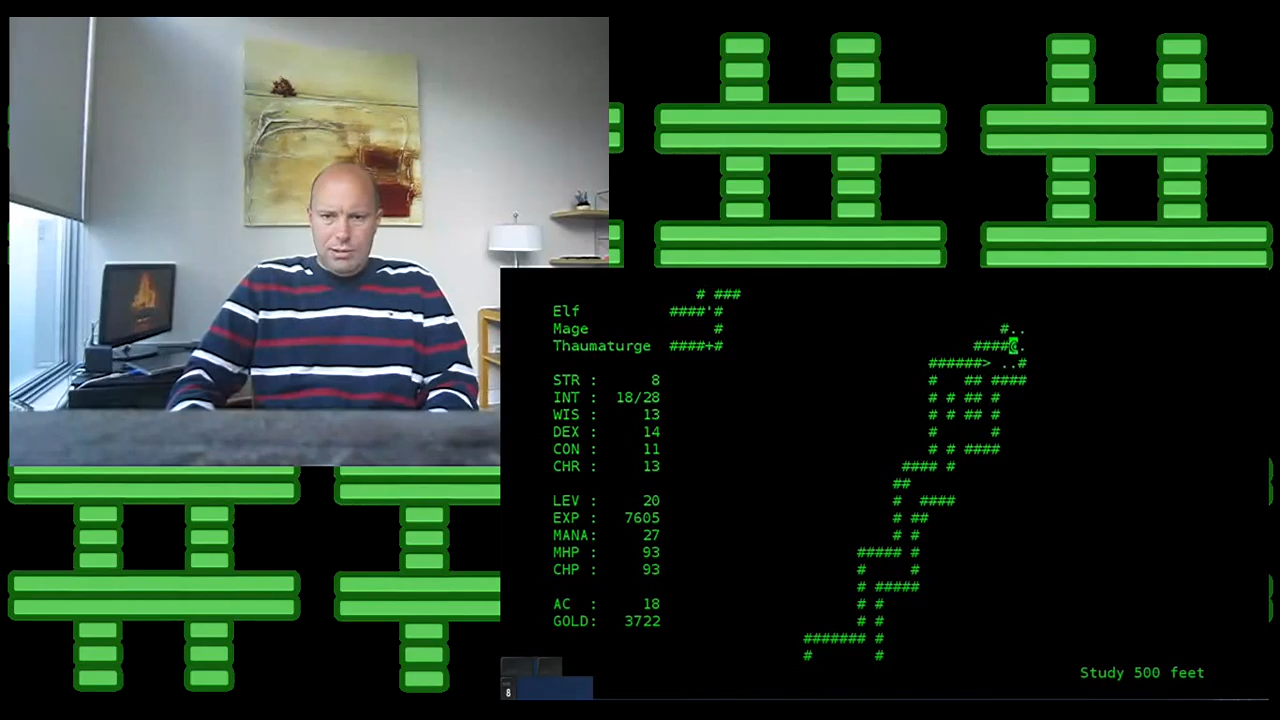 # ###
Elf ####'#
Mage # #..
Thaumaturge ####+# ####@.
######> ..#
STR : 8 # ## ####
INT : 18/28 # # ## #
WIS : 13 # # ## #
DEX : 14 # #
CON : 11 # # ####
CHR : 13 #### #
##
LEV : 20 # ####
EXP : 7605 # ##
MANA: 27 # #
MHP : 93 ##### #
CHP : 93 # #
# #####
AC : 18 # #
GOLD: 3722 # #
####### #
# #
Study 500 feet
8